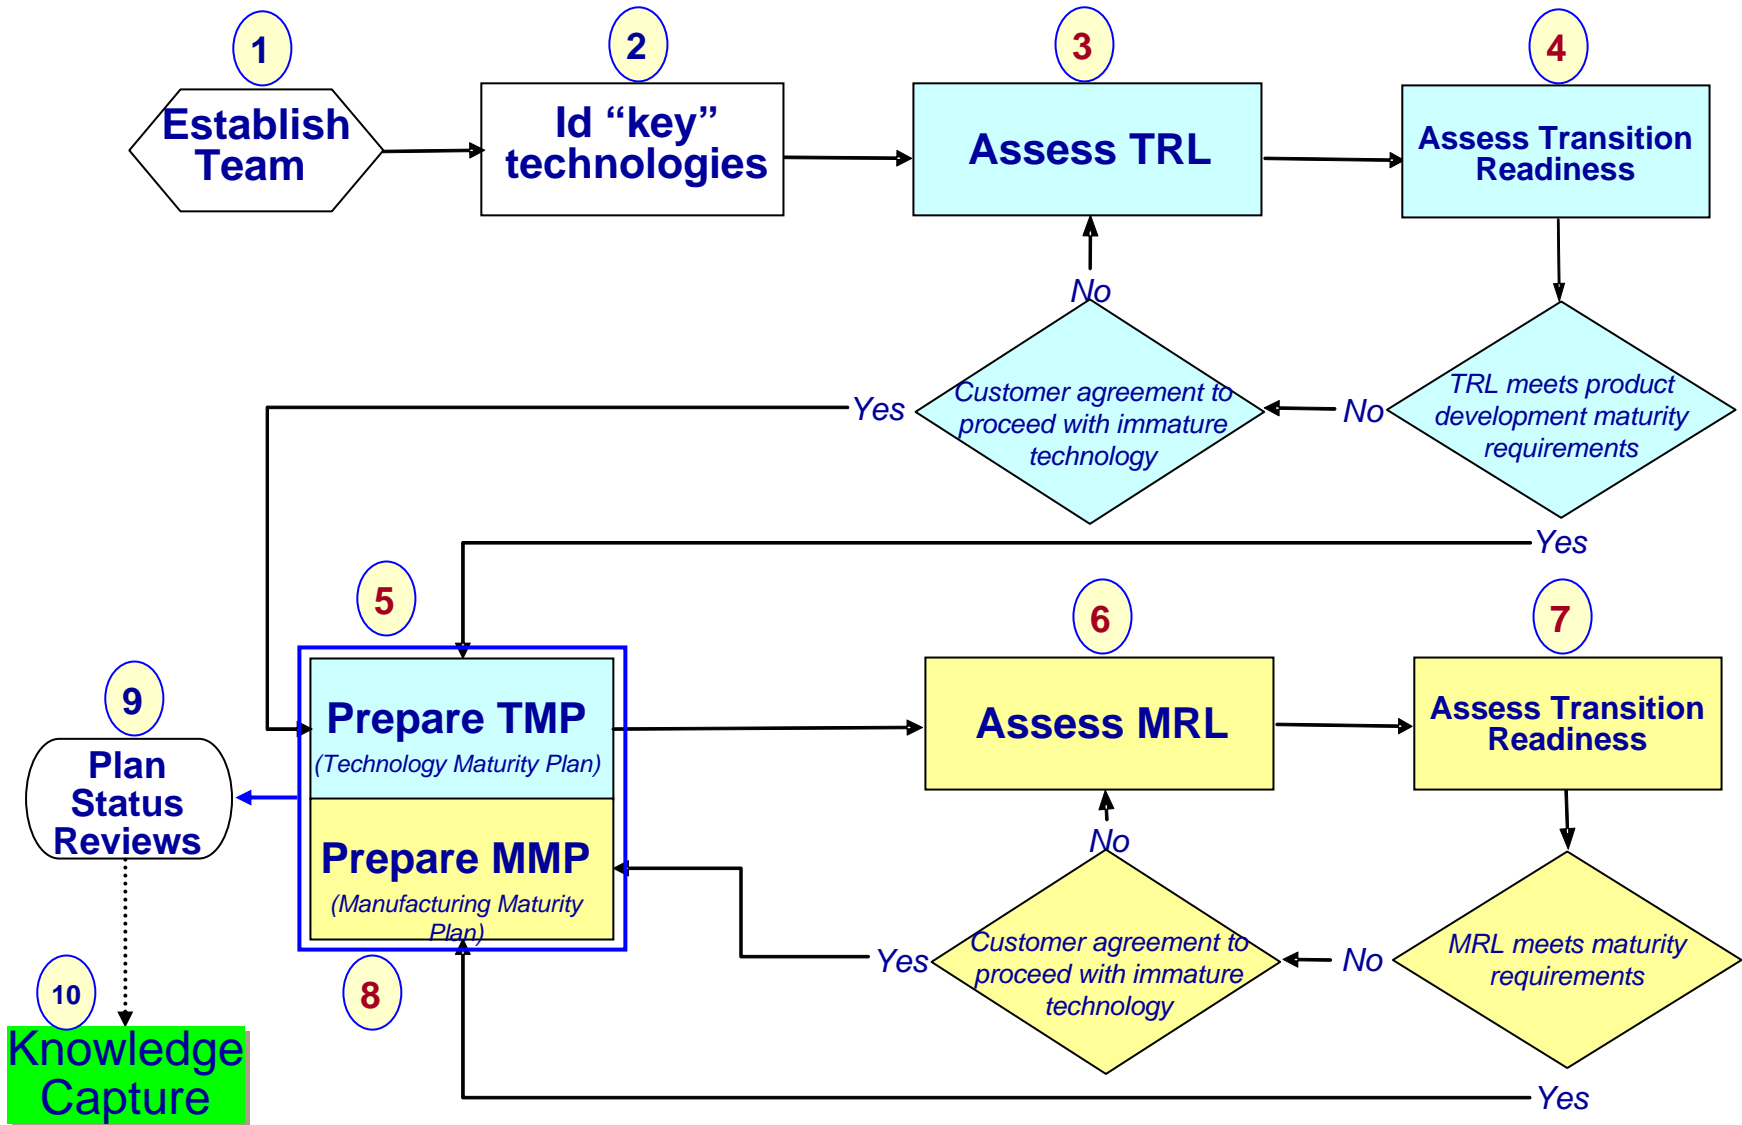 1
Establish
Team
2
Id “key”
technologies
3
Assess TRL
4
Assess Transition
Readiness
No
Customer agreement to
proceed with immature
technology
Yes
No
TRL meets product
development maturity
requirements
Yes
5
Prepare TMP
(Technology Maturity Plan)
6
Assess MRL
7
Assess Transition
Readiness
9
Plan
Status
Reviews
Prepare MMP
(Manufacturing Maturity
Plan)
8
No
Customer agreement to
proceed with immature
technology
Yes
No
MRL meets maturity
requirements
Yes
10
Knowledge
Capture